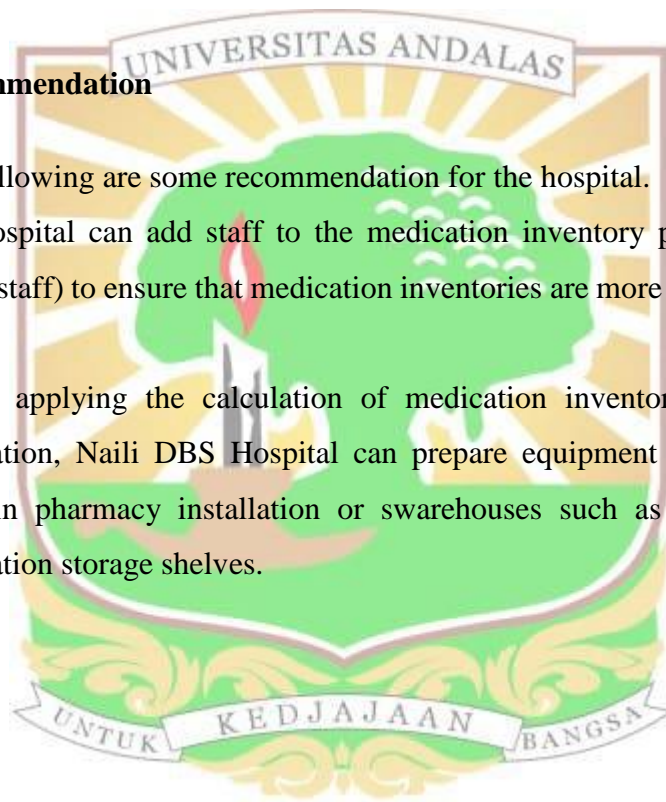 UNIVERSITAS ANDALAS
mmendation
llowing are some recommendation for the hospital.
ospital can add staff to the medication inventory p
staff) to ensure that medication inventories are more
applying the calculation of medication inventor
ation, Naili DBS Hospital can prepare equipment
in pharmacy installation or swarehouses such as
ation storage shelves.
UNTUK KEDJAJAAN BANGSA